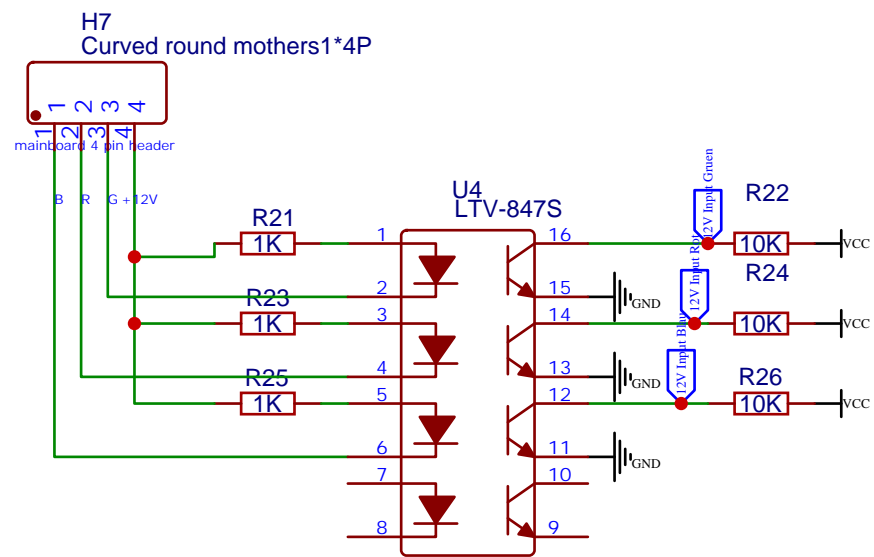 H7
Curved round mothers1*4P
1 2 3 4
1 2 3 4
mainboard 4 pin header
B R G +12V
U4
LTV-847S
R21
1K
R23
1K
R25
1K
1
2
3
4
5
6
7
8
16
15
14
13
12
11
10
9
GND
GND
GND
12V Input Gruen
12V Input Rot
12V Input Blau
R22
10K
VCC
R24
10K
VCC
R26
10K
VCC